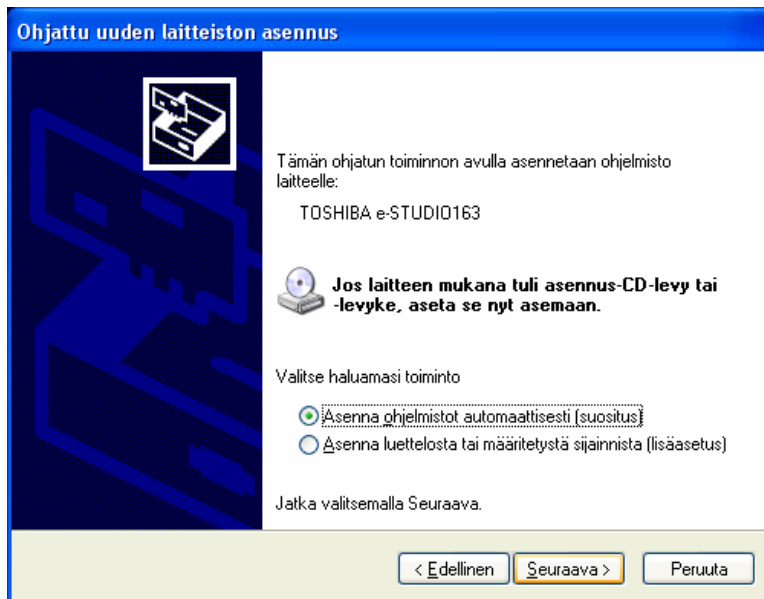 Ohjattu uuden laitteiston asennus
Tämän ohjatun toiminnon avulla asennetaan ohjelmisto
laitteelle:
TOSHIBA e-STUDIO163
Jos laitteen mukana tuli asennus-CD-levy tai
-levyke, aseta se nyt asemaan.
Valitse haluamasi toiminto
Asenna ohjelmistot automaattisesti (suositus)
Asenna luettelosta tai määritetystä sijainnista (lisäasetus)
Jatka valitsemalla Seuraava.
< Edellinen Seuraava > Peruuta